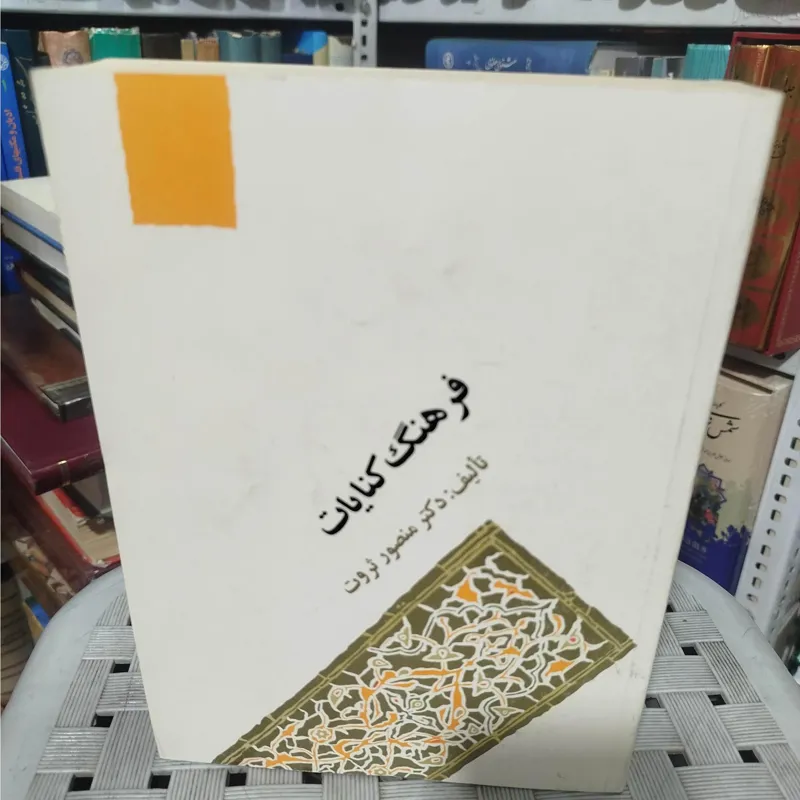 فرهنگ کنایات
تألیف: دکتر منصور ثروت